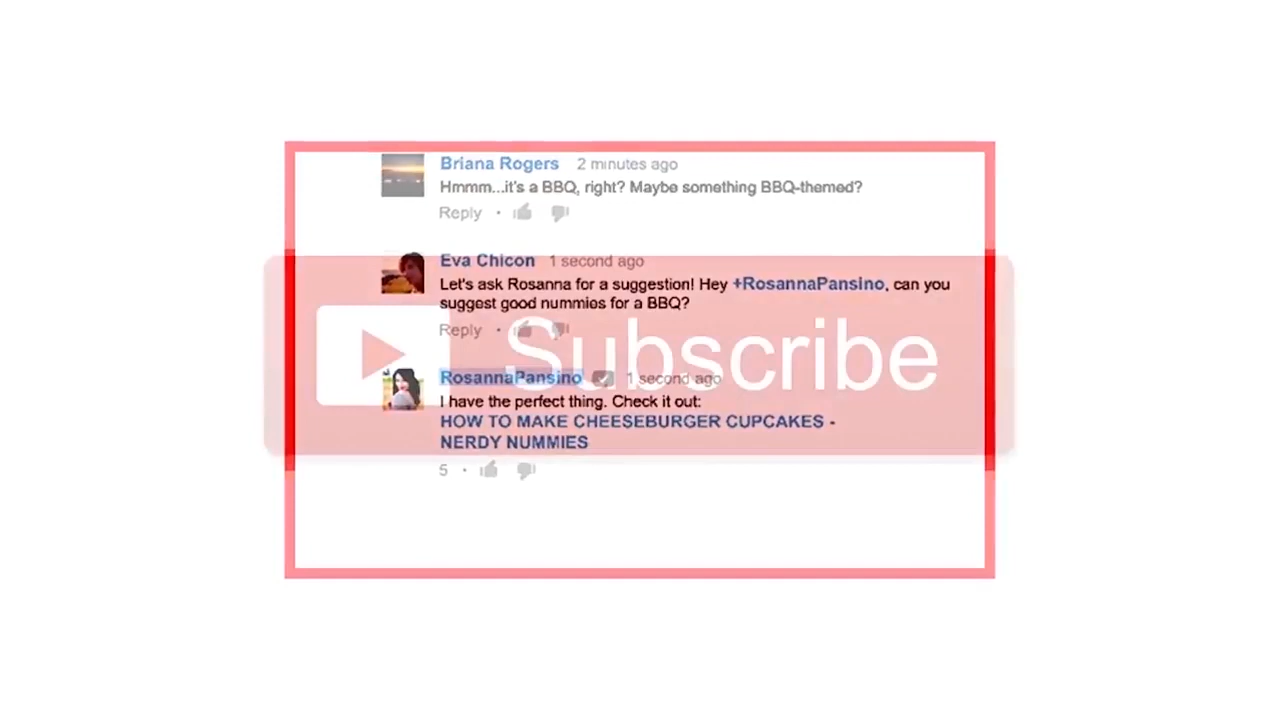 Briana Rogers 2 minutes ago
Hmmm...it's a BBQ, right? Maybe something BBQ-themed?
Reply
Eva Chicon 1 second ago
Let's ask Rosanna for a suggestion! Hey +RosannaPansino, can you
suggest good nummies for a BBQ?
Reply
Subscribe
RosannaPansino 1 second ago
I have the perfect thing. Check it out:
HOW TO MAKE CHEESEBURGER CUPCAKES -
NERDY NUMMIES
5